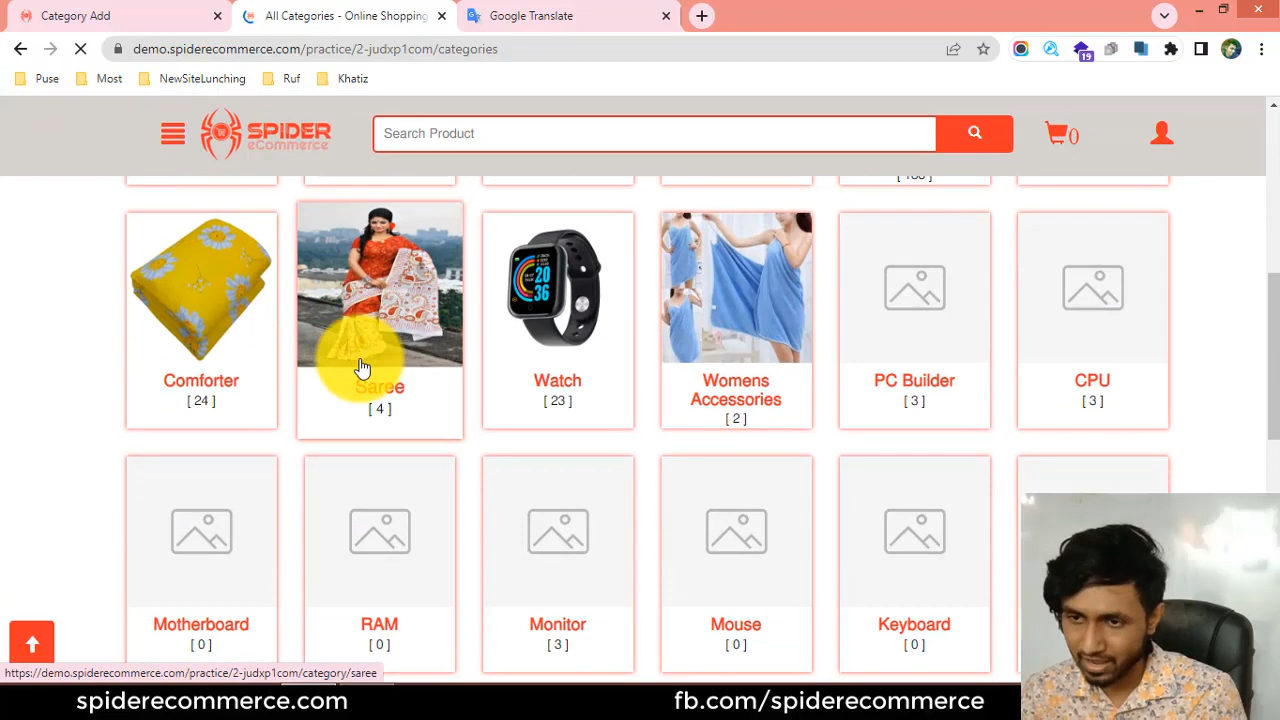 Category Add
All Categories - Online Shopping
Google Translate
demo.spiderecommerce.com/practice/2-judxp1com/categories
19
Puse
Most
NewSiteLunching
Ruf
Khatiz
SPIDER
eCommerce
Search Product
0
Comforter
[ 24 ]
Saree
[ 4 ]
Watch
[ 23 ]
Womens
Accessories
[ 2 ]
PC Builder
[ 3 ]
CPU
[ 3 ]
Motherboard
[ 0 ]
RAM
[ 0 ]
Monitor
[ 3 ]
Mouse
[ 0 ]
Keyboard
[ 0 ]
https://demo.spiderecommerce.com/practice/2-judxp1com/category/saree
spiderecommerce.com
fb.com/spiderecommerce